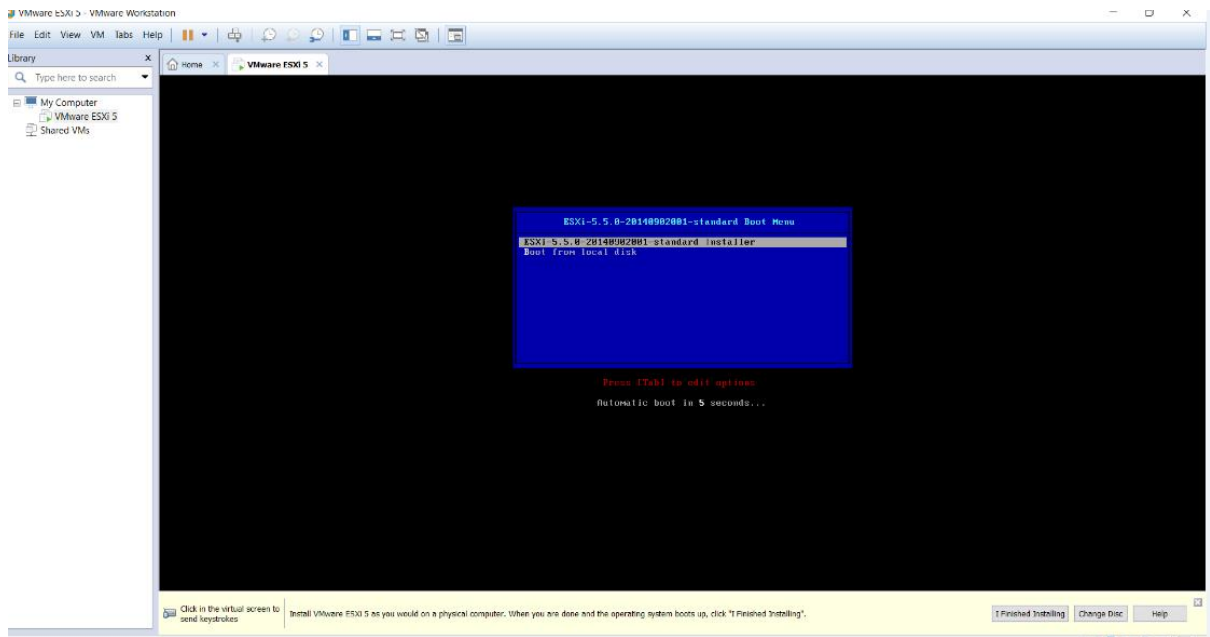 VMware ESXi 5 - VMware Workstation
File Edit View VM Tabs Help
Library x
Type here to search
My Computer
VMware ESXi 5
Shared VMs
Home × VMware ESXi 5 ×
ESXi-5.5.0-20140902001-standard Boot Menu
ESXi-5.5.0-20140902001-standard Installer
Boot from local disk
Press [Tab] to edit options
Automatic boot in 5 seconds...
Click in the virtual screen to
send keystrokes
Install VMware ESXi 5 as you would on a physical computer. When you are done and the operating system boots up, click "I Finished Installing".
I Finished Installing Change Disc Help